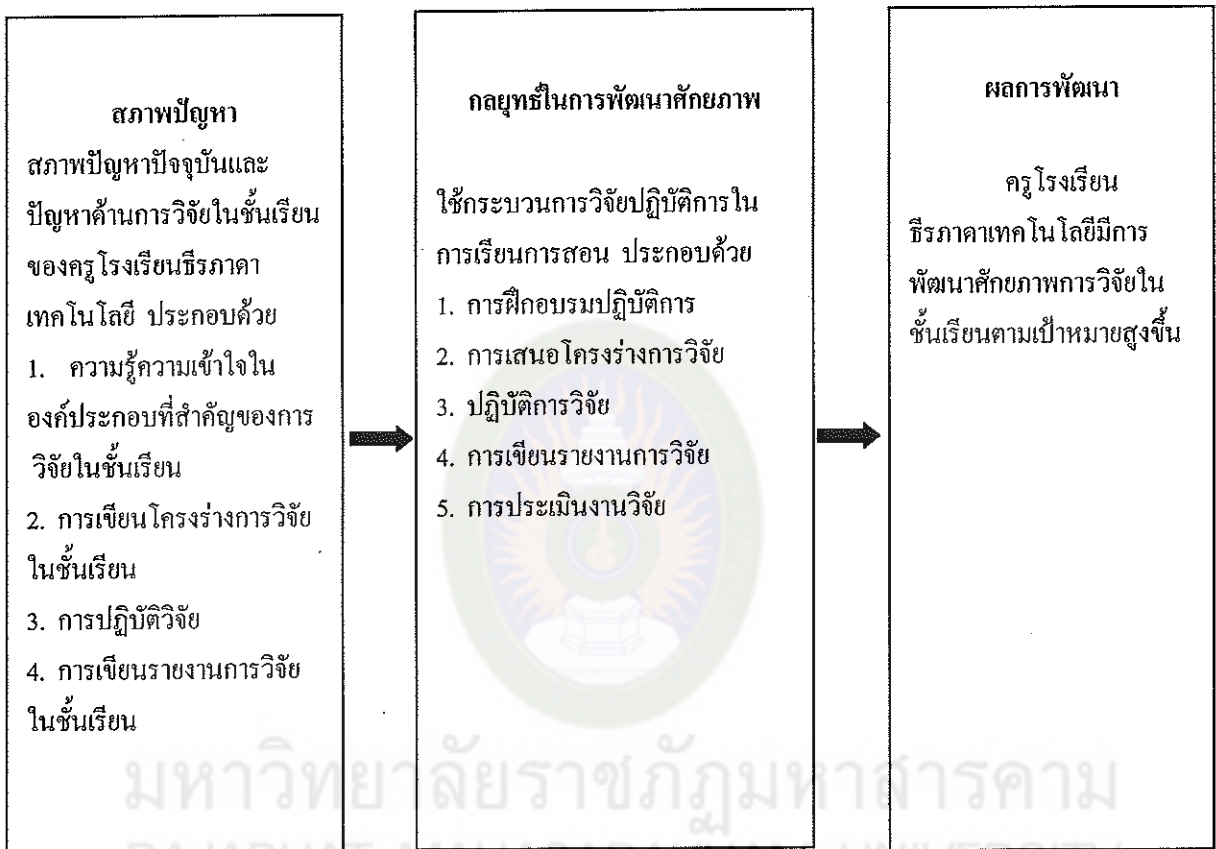 สภาพปัญหา
สภาพปัญหาปัจจุบันและ
ปัญหาด้านการวิจัยในชั้นเรียน
ของครูโรงเรียนธีรภาดา
เทคโนโลยี ประกอบด้วย
1. ความรู้ความเข้าใจใน
องค์ประกอบที่สำคัญของการ
วิจัยในชั้นเรียน
2. การเขียนโครงร่างการวิจัย
ในชั้นเรียน
3. การปฏิบัติวิจัย
4. การเขียนรายงานการวิจัย
ในชั้นเรียน
กลยุทธ์ในการพัฒนาศักยภาพ
ใช้กระบวนการวิจัยปฏิบัติการใน
การเรียนการสอน ประกอบด้วย
1. การฝึกอบรมปฏิบัติการ
2. การเสนอโครงร่างการวิจัย
3. ปฏิบัติการวิจัย
4. การเขียนรายงานการวิจัย
5. การประเมินงานวิจัย
ผลการพัฒนา
ครูโรงเรียน
ธีรภาดาเทคโนโลยีมีการ
พัฒนาศักยภาพการวิจัยใน
ชั้นเรียนตามเป้าหมายสูงขึ้น
มหาวิทยาลัยราชภัฏมหาสารคาม